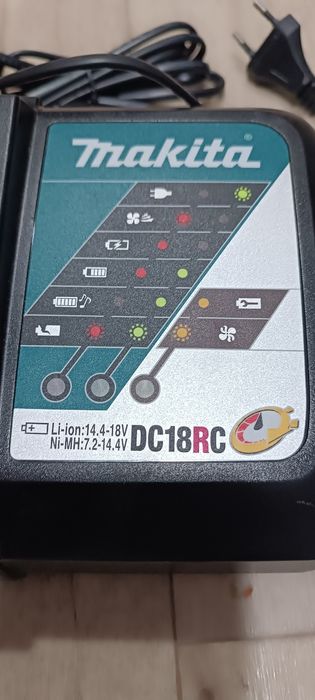 makita®
Li-ion:14.4-18V
Ni-MH:7.2-14.4V
DC18RC